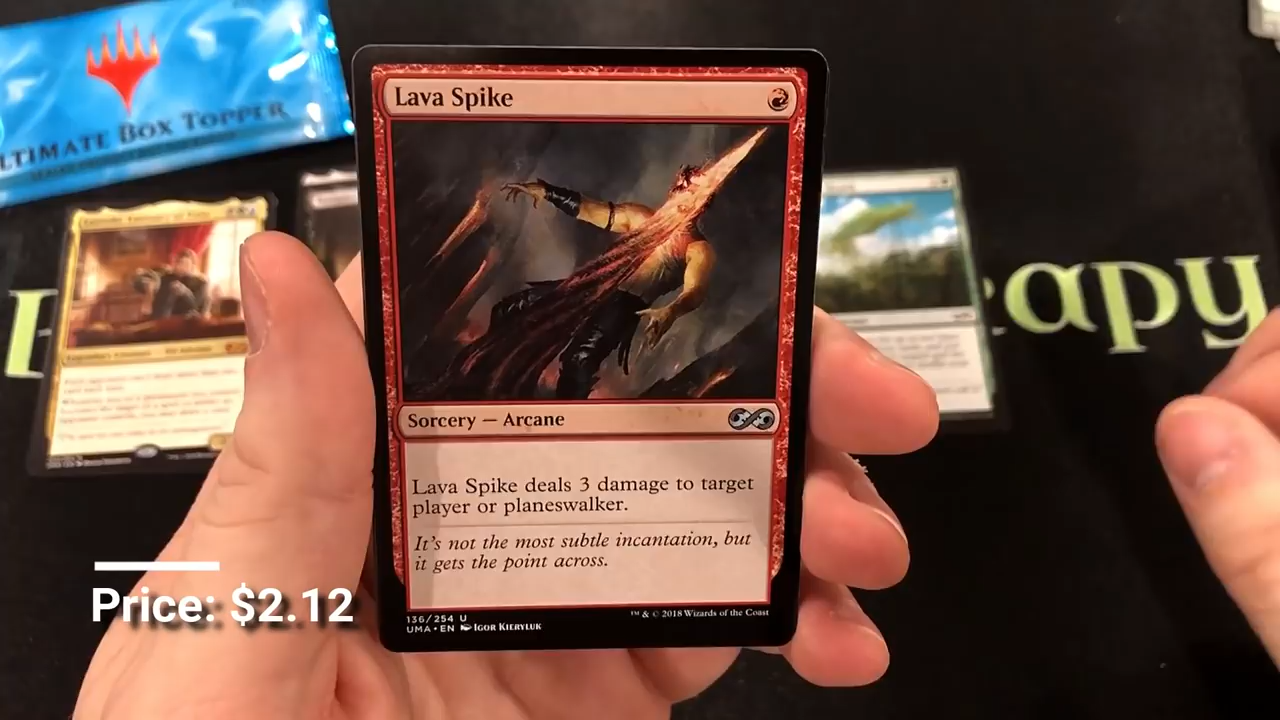 LTIMATE BOX TOPPER
Lava Spike
apy
Sorcery — Arcane
Lava Spike deals 3 damage to target
player or planeswalker.
It's not the most subtle incantation, but
it gets the point across.
136/254 U
™ & © 2018 Wizards of the Coast
UMA • EN Igor Kieryluk
Price: $2.12